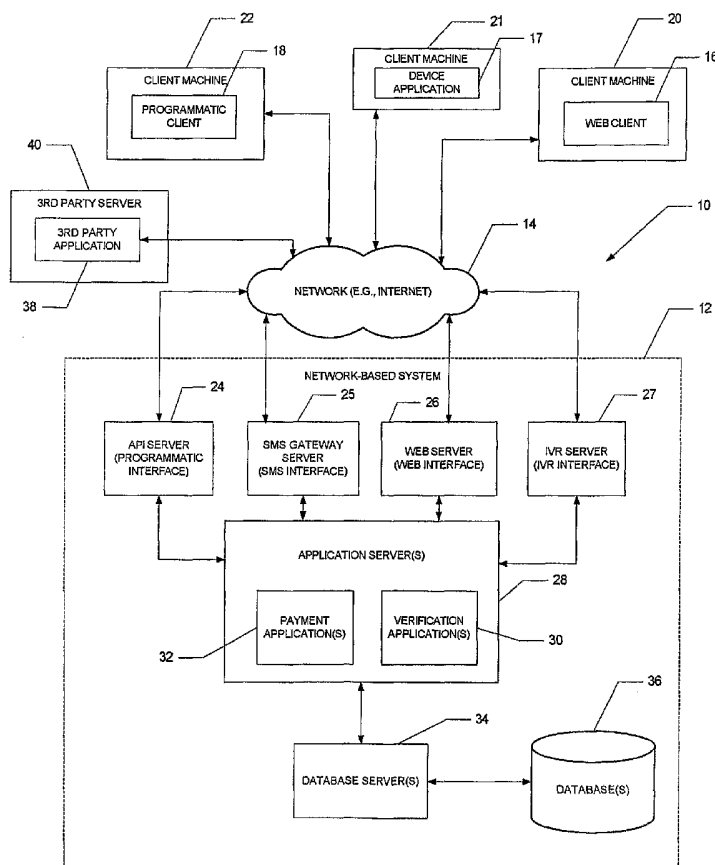 22
18
CLIENT MACHINE
PROGRAMMATIC
CLIENT
21
17
CLIENT MACHINE
DEVICE
APPLICATION
20
16
CLIENT MACHINE
WEB CLIENT
40
3RD PARTY SERVER
3RD PARTY
APPLICATION
38
10
14
NETWORK (E.G., INTERNET)
12
NETWORK-BASED SYSTEM
24
API SERVER
(PROGRAMMATIC
INTERFACE)
25
SMS GATEWAY
SERVER
(SMS INTERFACE)
26
WEB SERVER
(WEB INTERFACE)
27
IVR SERVER
(IVR INTERFACE)
APPLICATION SERVER(S)
28
PAYMENT
APPLICATION(S)
32
VERIFICATION
APPLICATION(S)
30
34
DATABASE SERVER(S)
36
DATABASE(S)